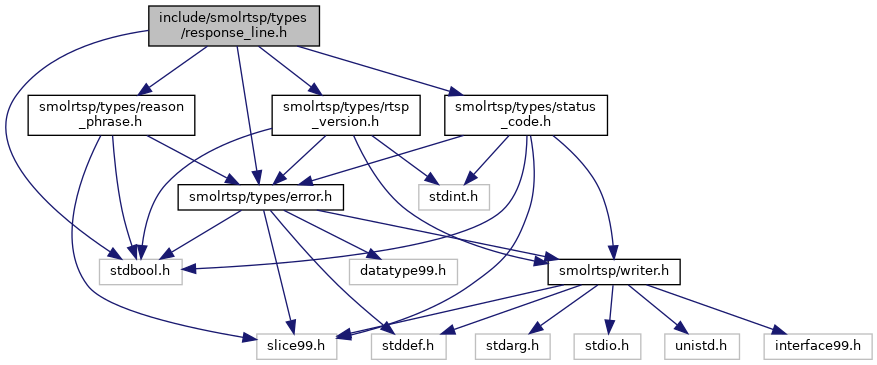 include/smolrtsp/types
/response_line.h
smolrtsp/types/reason
_phrase.h
smolrtsp/types/rtsp
_version.h
smolrtsp/types/status
_code.h
smolrtsp/types/error.h
stdint.h
stdbool.h
datatype99.h
smolrtsp/writer.h
slice99.h
stddef.h
stdarg.h
stdio.h
unistd.h
interface99.h